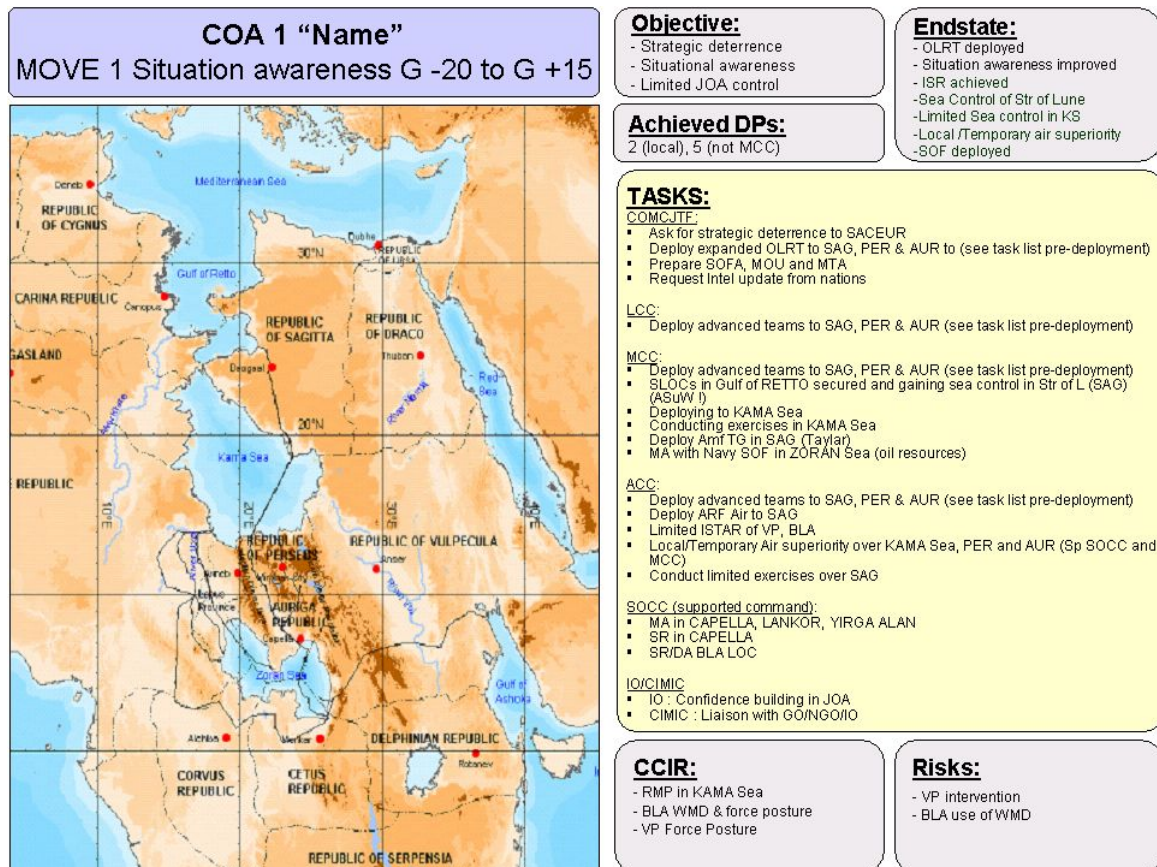 COA 1 “Name”
MOVE 1 Situation awareness G -20 to G +15
Objective:
- Strategic deterrence
- Situational awareness
- Limited JOA control
Achieved DPs:
2 (local), 5 (not MCC)
Endstate:
- OLRT deployed
- Situation awareness improved
- ISR achieved
-Sea Control of Str of Lune
-Limited Sea control in KS
-Local /Temporary air superiority
-SOF deployed
TASKS:
COMCJTF:
▪ Ask for strategic deterrence to SACEUR
▪ Deploy expanded OLRT to SAG, PER & AUR to (see task list pre-deployment)
▪ Prepare SOFA, MOU and MTA
▪ Request Intel update from nations
LCC:
▪ Deploy advanced teams to SAG, PER & AUR (see task list pre-deployment)
MCC:
▪ Deploy advanced teams to SAG, PER & AUR (see task list pre-deployment)
▪ SLOCs in Gulf of RETTO secured and gaining sea control in Str of L (SAG)
(ASuW !)
▪ Deploying to KAMA Sea
▪ Conducting exercises in KAMA Sea
▪ Deploy Amf TG in SAG (Taylar)
▪ MA with Navy SOF in ZORAN Sea (oil resources)
ACC:
▪ Deploy advanced teams to SAG, PER & AUR (see task list pre-deployment)
▪ Deploy ARF Air to SAG
▪ Limited ISTAR of VP, BLA
▪ Local/Temporary Air superiority over KAMA Sea, PER and AUR (Sp SOCC and
MCC)
▪ Conduct limited exercises over SAG
SOCC (supported command):
▪ MA in CAPELLA, LANKOR, YIRGA ALAN
▪ SR in CAPELLA
▪ SR/DA BLA LOC
IO/CIMIC
▪ IO : Confidence building in JOA
▪ CIMIC : Liaison with GO/NGO/IO
CCIR:
- RMP in KAMA Sea
- BLA WMD & force posture
- VP Force Posture
Risks:
- VP intervention
- BLA use of WMD
Mediterranean Sea
Deneb
REPUBLIC
OF CYGNUS
Dubhe
30°N
Gulf of Retto
CARINA REPUBLIC
Canopus
REPUBLIC
OF SAGITTA
REPUBLIC
OF DRACO
GASLAND
Thuban
Red
Sea
20°N
Kama Sea
E REPUBLIC
10°E
20°E
30°E
40°E
REPUBLIC
OF PERSEUS
REPUBLIC OF VULPECULA
Anser
Province
AURIGA
REPUBLIC
Capella
Zoran Sea
Gulf of
Ashoka
Merkar
DELPHINIAN REPUBLIC
Rotanev
CORVUS
REPUBLIC
CETUS
REPUBLIC
REPUBLIC OF SERPENSIA